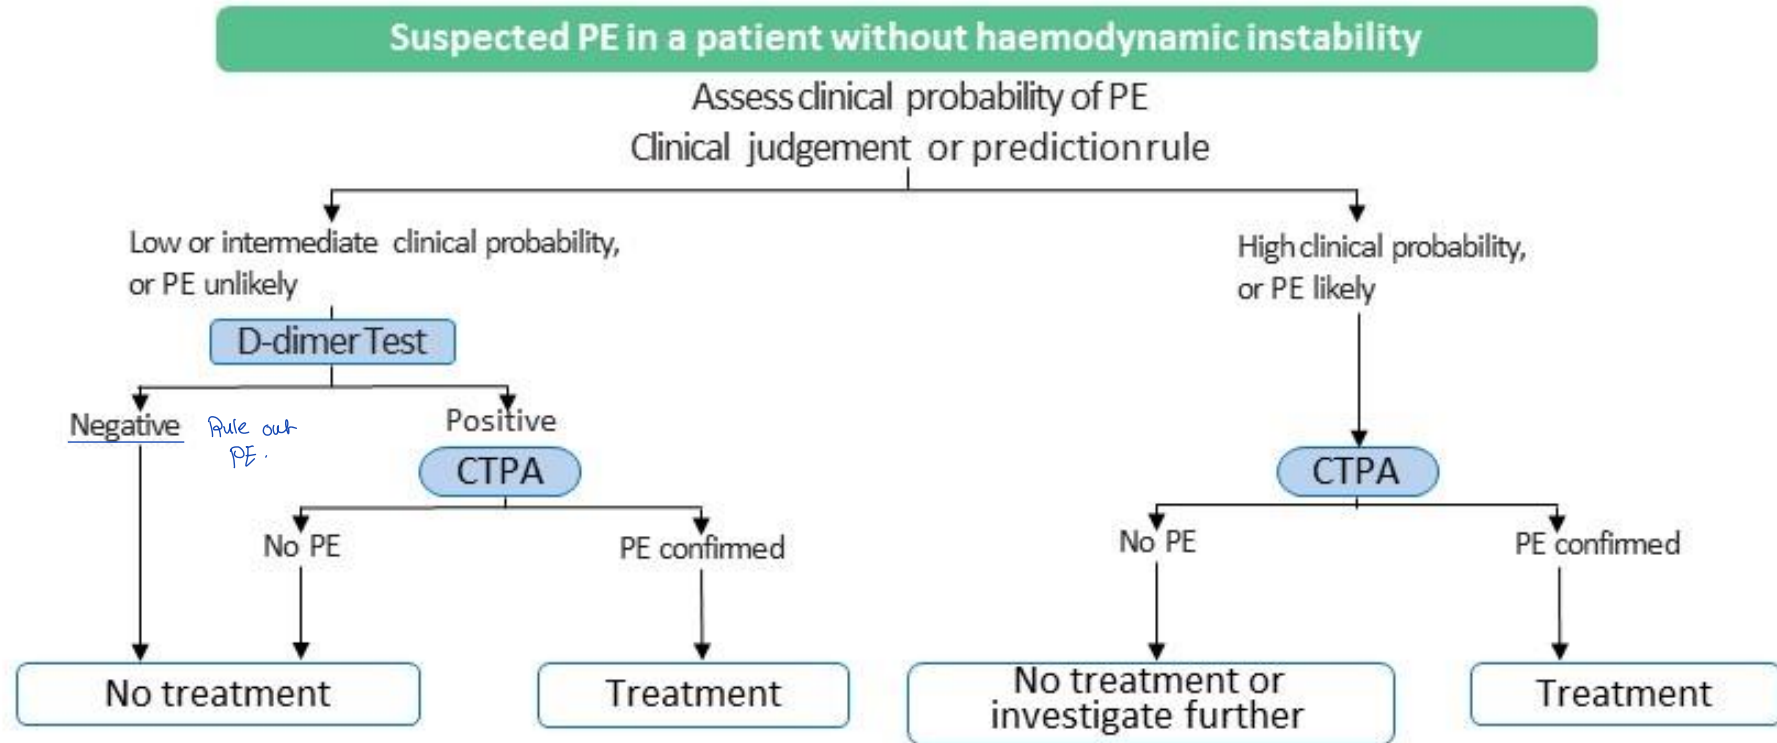 Suspected PE in a patient without haemodynamic instability
Assess clinical probability of PE
Clinical judgement or prediction rule
Low or intermediate clinical probability,
or PE unlikely
High clinical probability,
or PE likely
D-dimer Test
Negative
Rule out
PE.
Positive
CTPA
CTPA
No PE
PE confirmed
No PE
PE confirmed
No treatment
Treatment
No treatment or
investigate further
Treatment